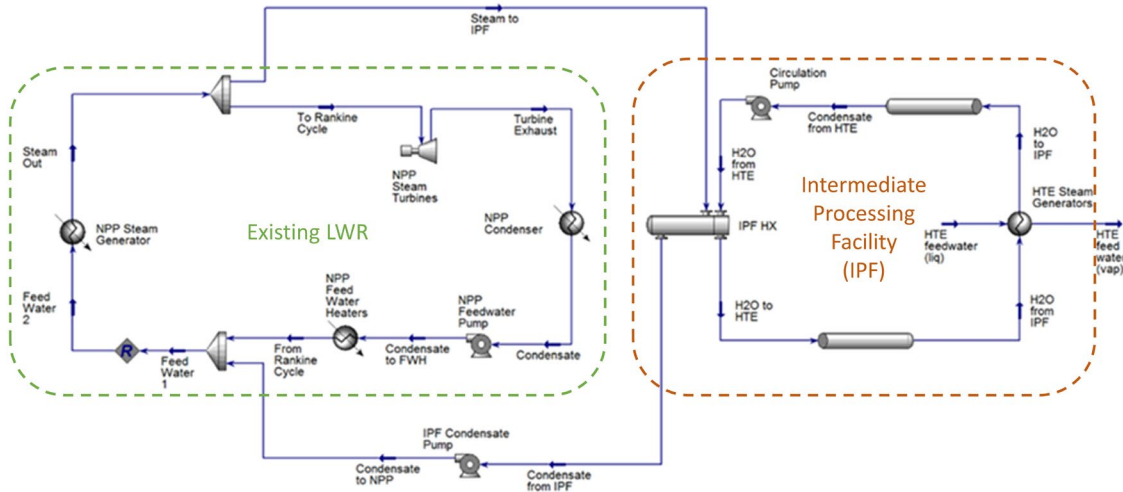 Steam to
IPF
To Rankine
Cycle
Turbine
Exhaust
Steam
Out
NPP
Steam
Turbines
NPP Steam
Generator
Existing LWR
NPP
Condenser
NPP
Feed
Water
Heaters
NPP
Feedwater
Pump
Feed
Water
2
R
Feed
Water
1
From
Rankine
Cycle
Condensate
to FWH
Condensate
IPF Condensate
Pump
Condensate
to NPP
Condensate
from IPF
Circulation
Pump
Condensate
from HTE
H2O
from
HTE
H2O
to
IPF
Intermediate
Processing
Facility
(IPF)
HTE Steam
Generators
IPF HX
HTE
feedwater
(liq)
HTE
feed
water
(vap)
H2O to
HTE
H2O
from
IPF